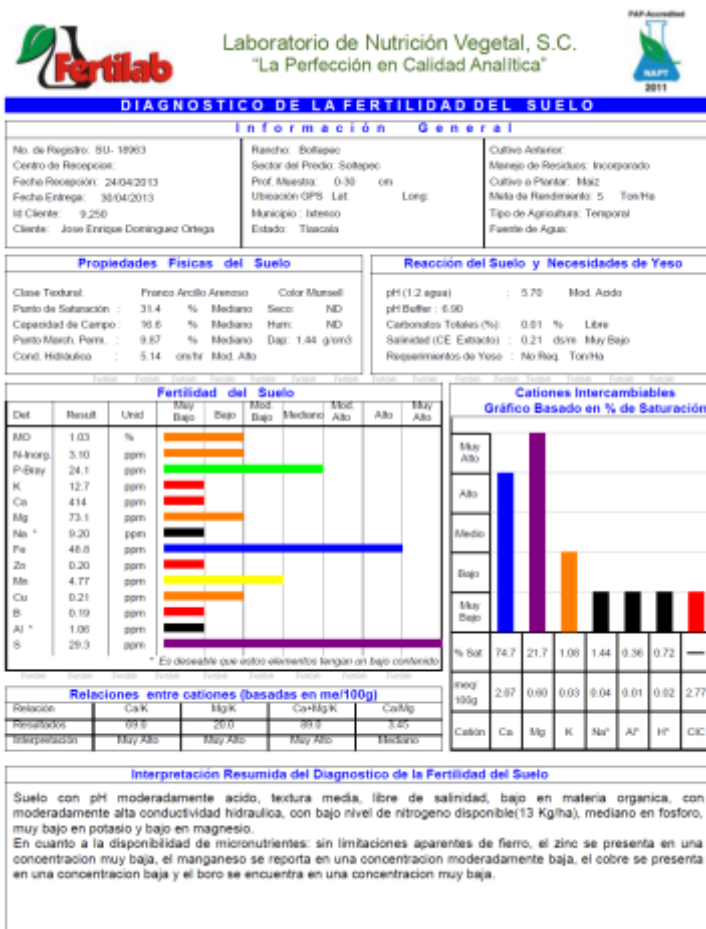 Fertilab
Laboratorio de Nutrición Vegetal, S.C.
"La Perfección en Calidad Analítica"
PAP-Accredited
NAPT
2011
DIAGNOSTICO DE LA FERTILIDAD DEL SUELO
Información General
No. de Registro: SU- 18963
Centro de Recepcion:
Fecha Recepción: 24/04/2013
Fecha Entrega: 30/04/2013
Id Cliente: 9,250
Cliente: Jose Enrique Dominguez Ortega
Rancho:
Sector del Predio:
Prof. Muestra: 0-30 cm
Ubicación GPS Lat: Long:
Municipio : Ixtenco
Estado: Tlaxcala
Cultivo Anterior:
Manejo de Residuos: Incorporado
Cultivo a Plantar: Maiz
Meta de Rendimiento: 5 Ton/Ha
Tipo de Agricultura: Temporal
Fuente de Agua:
Propiedades Físicas del Suelo
Clase Textural: Franco Arcillo Arenoso Color Munsell
Punto de Saturación : 31.4 % Mediano Seco: ND
Capacidad de Campo : 16.6 % Mediano Hum: ND
Punto March. Perm. : 9.87 % Mediano Dap: 1.44 g/cm3
Cond. Hidráulica : 5.14 cm/hr Mod. Alto
Reacción del Suelo y Necesidades de Yeso
pH (1:2 agua) : 5.70 Mod. Acido
pH Buffer : 6.90
Carbonatos Totales (%): 0.01 % Libre
Salinidad (CE Extracto) : 0.21 ds/m Muy Bajo
Requerimientos de Yeso : No Req. Ton/Ha
Fertilidad del Suelo
Det Result Unid Muy Bajo Bajo Mod. Bajo Mediano Mod. Alto Alto Muy Alto
MO 1.03 %
N-Inorg. 3.10 ppm
P-Bray 24.1 ppm
K 12.7 ppm
Ca 414 ppm
Mg 73.1 ppm
Na * 9.20 ppm
Fe 48.8 ppm
Zn 0.20 ppm
Mn 4.77 ppm
Cu 0.21 ppm
B 0.19 ppm
Al * 1.06 ppm
S 29.3 ppm
* Es deseable que estos elementos tengan un bajo contenido
Cationes Intercambiables
Gráfico Basado en % de Saturación
Muy Alto
Alto
Medio
Bajo
Muy Bajo
% Sat 74.7 21.7 1.08 1.44 0.36 0.72 —
meq/100g 2.07 0.60 0.03 0.04 0.01 0.02 2.77
Catión Ca Mg K Na* Al* H* CIC
Relaciones entre cationes (basadas en me/100g)
Relación Ca/K Mg/K Ca+Mg/K Ca/Mg
Resultados 69.0 20.0 89.0 3.45
Interpretación Muy Alto Muy Alto Muy Alto Mediano
Interpretación Resumida del Diagnostico de la Fertilidad del Suelo
Suelo con pH moderadamente acido, textura media, libre de salinidad, bajo en materia organica, con
moderadamente alta conductividad hidraulica, con bajo nivel de nitrogeno disponible(13 Kg/ha), mediano en fosforo,
muy bajo en potasio y bajo en magnesio.
En cuanto a la disponibilidad de micronutrientes: sin limitaciones aparentes de fierro, el zinc se presenta en una
concentracion muy baja, el manganeso se reporta en una concentracion moderadamente baja, el cobre se presenta
en una concentracion baja y el boro se encuentra en una concentracion muy baja.